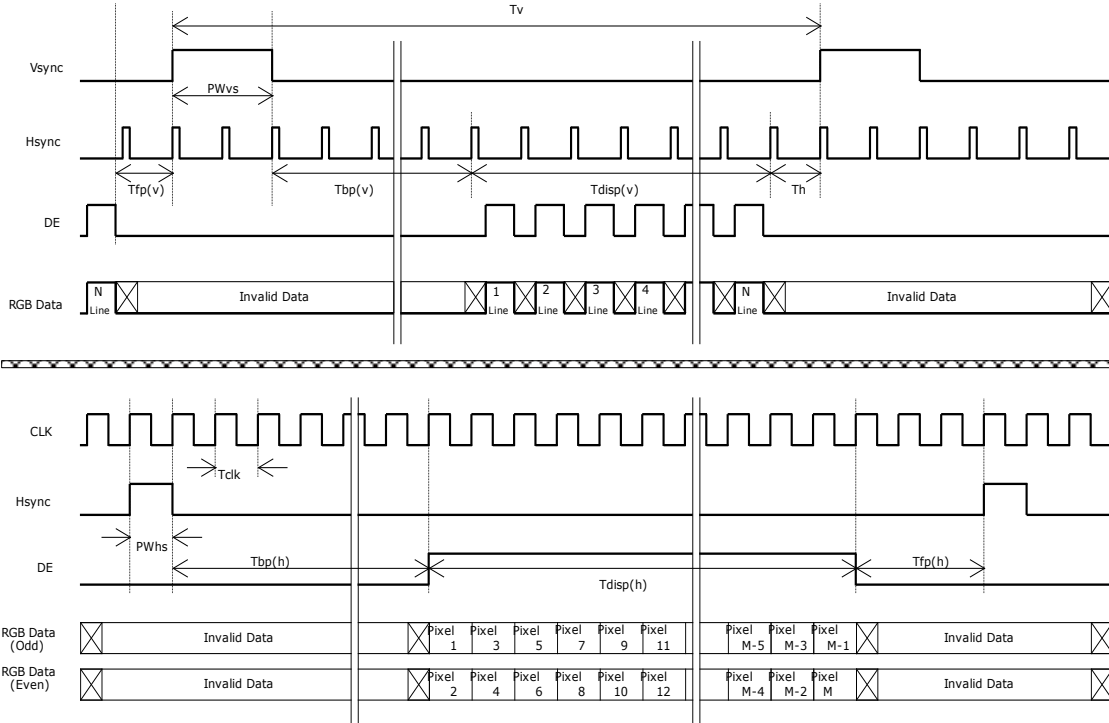 Tv
Vsync
PWvs
Hsync
Tfp(v) Tbp(v) Tdisp(v) Th
DE
RGB Data N Line Invalid Data 1 Line 2 Line 3 Line 4 Line N Line Invalid Data
CLK
Tclk
Hsync
PWhs
DE Tbp(h) Tdisp(h) Tfp(h)
RGB Data
(Odd)
Invalid Data Pixel 1 Pixel 3 Pixel 5 Pixel 7 Pixel 9 Pixel 11 Pixel M-5 Pixel M-3 Pixel M-1 Invalid Data
RGB Data
(Even)
Invalid Data Pixel 2 Pixel 4 Pixel 6 Pixel 8 Pixel 10 Pixel 12 Pixel M-4 Pixel M-2 Pixel M Invalid Data